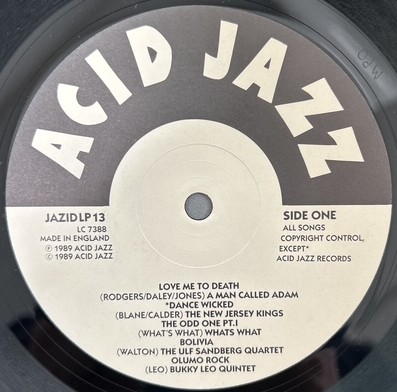 ACID JAZZ
JAZIDLP13
LC 7388
MADE IN ENGLAND
℗ 1989 ACID JAZZ
© 1989 ACID JAZZ
SIDE ONE
ALL SONGS
COPYRIGHT CONTROL,
EXCEPT*
ACID JAZZ RECORDS
LOVE ME TO DEATH
(RODGERS/DALEY/JONES) A MAN CALLED ADAM
*DANCE WICKED
(BLANE/CALDER) THE NEW JERSEY KINGS
THE ODD ONE PT.I
(WHAT'S WHAT) WHATS WHAT
BOLIVIA
(WALTON) THE ULF SANDBERG QUARTET
OLUMO ROCK
(LEO) BUKKY LEO QUINTET
MPO